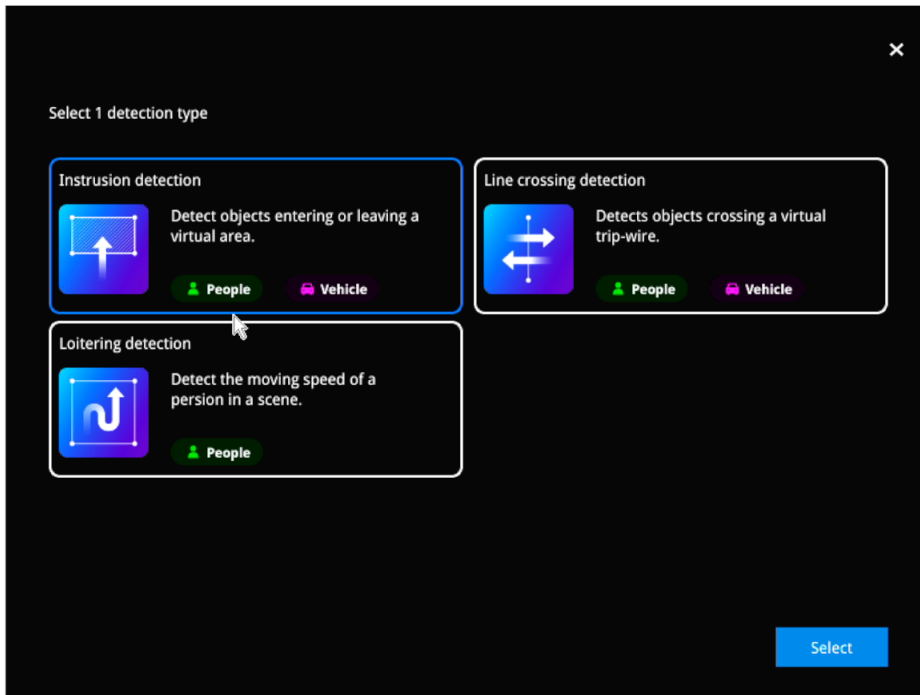 Select 1 detection type
Instrusion detection
Detect objects entering or leaving a
virtual area.
People Vehicle
Line crossing detection
Detects objects crossing a virtual
trip-wire.
People Vehicle
Loitering detection
Detect the moving speed of a
persion in a scene.
People
Select